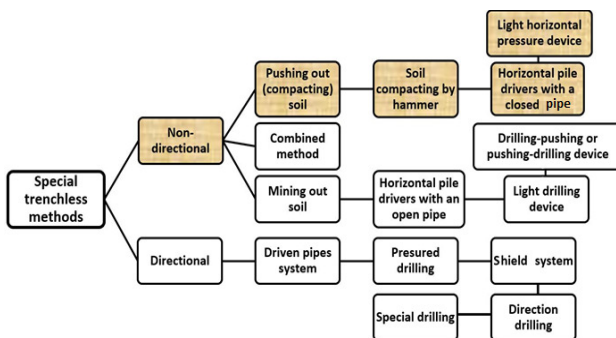 Light horizontal
pressure device
Pushing out
(compacting)
soil
Soil
compacting by
hammer
Horizontal pile
drivers with a
closed pipe
Non-
directional
Combined
method
Drilling-pushing or
pushing-drilling device
Special
trenchless
methods
Mining out
soil
Horizontal pile
drivers with an
open pipe
Light drilling
device
Directional
Driven pipes
system
Presured
drilling
Shield system
Special drilling
Direction
drilling